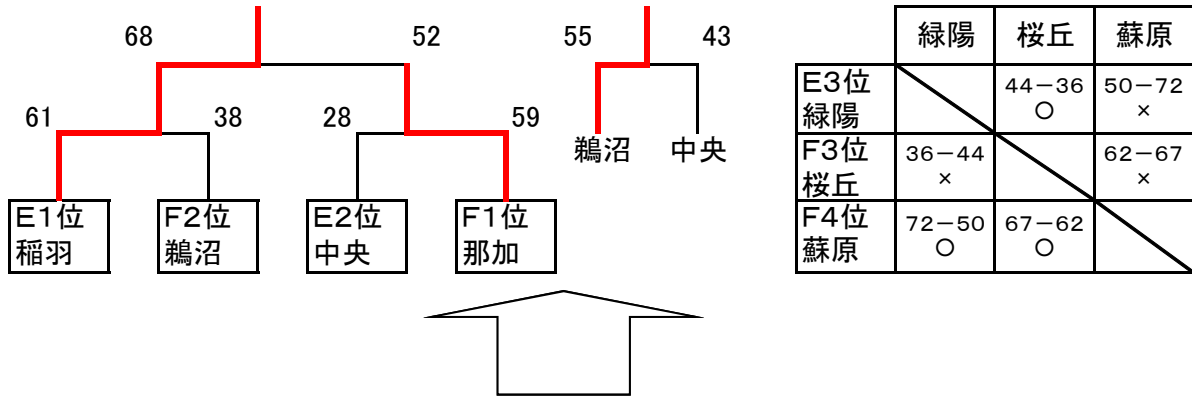 68 52 55 43
61 38 28 59
鵜沼 中央
E1位 F2位 E2位 F1位
稲羽 鵜沼 中央 那加
緑陽 桜丘 蘇原
E3位 44－36 50－72
緑陽 ○ ×
F3位 36－44 62－67
桜丘 × ×
F4位 72－50 67－62
蘇原 ○ ○